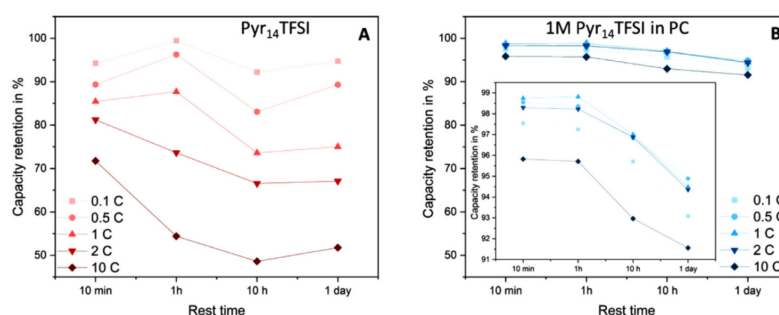 Pyr₁₄TFSI
A
Capacity retention in %
100
90
80
70
60
50
0.1 C
0.5 C
1 C
2 C
10 C
10 min
1h
10 h
1 day
Rest time
1M Pyr₁₄TFSI in PC
B
Capacity retention in %
100
90
80
70
60
50
Capacity retention in %
99
98
97
96
95
94
93
92
91
10 min
1h
10 h
1 day
0.1 C
0.5 C
1 C
2 C
10 C
10 min
1h
10 h
1 day
Rest time